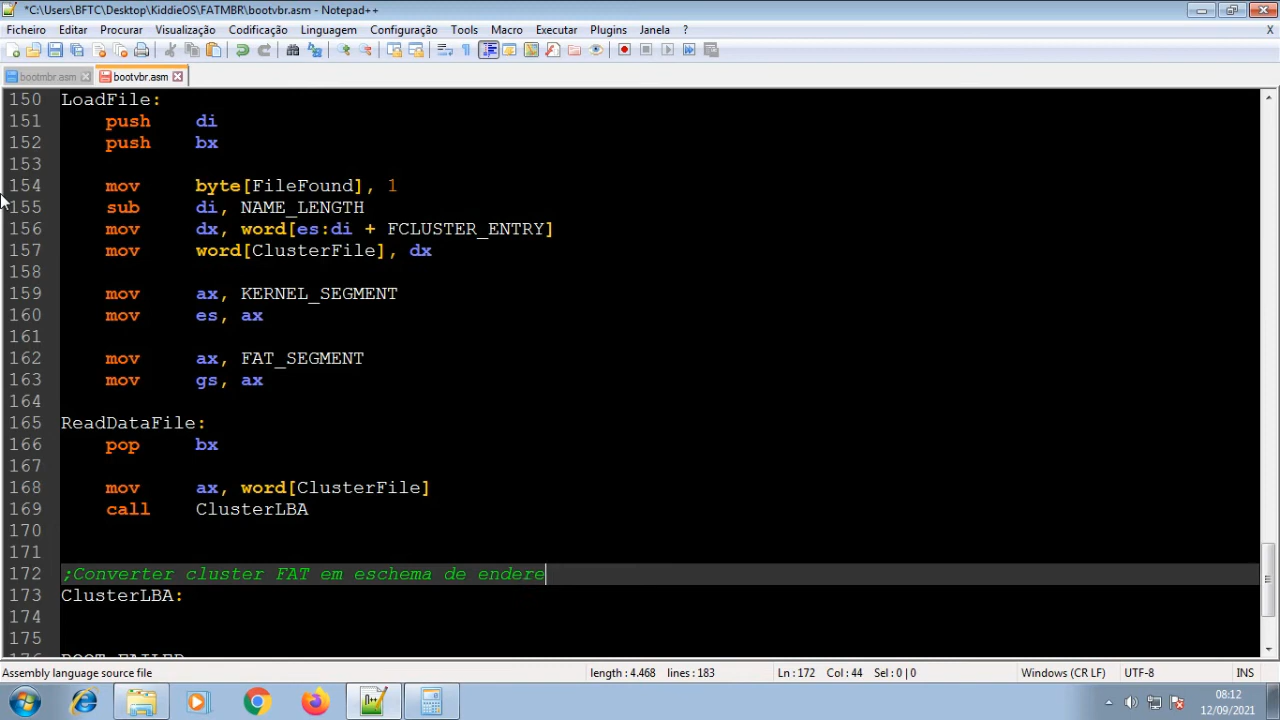 *C:\Users\BFTC\Desktop\KiddieOS\FATMBR\bootvbr.asm - Notepad++
Ficheiro Editar Procurar Visualização Codificação Linguagem Configuração Tools Macro Executar Plugins Janela ? X
bootmbr.asm bootvbr.asm
150 LoadFile:
151 push di
152 push bx
153
154 mov byte[FileFound], 1
155 sub di, NAME_LENGTH
156 mov dx, word[es:di + FCLUSTER_ENTRY]
157 mov word[ClusterFile], dx
158
159 mov ax, KERNEL_SEGMENT
160 mov es, ax
161
162 mov ax, FAT_SEGMENT
163 mov gs, ax
164
165 ReadDataFile:
166 pop bx
167
168 mov ax, word[ClusterFile]
169 call ClusterLBA
170
171
172 ;Converter cluster FAT em eschema de endere
173 ClusterLBA:
174
175
176 BOOT_FAILED
Assembly language source file length : 4.468 lines : 183 Ln : 172 Col : 44 Sel : 0 | 0 Windows (CR LF) UTF-8 INS
08:12
12/09/2021